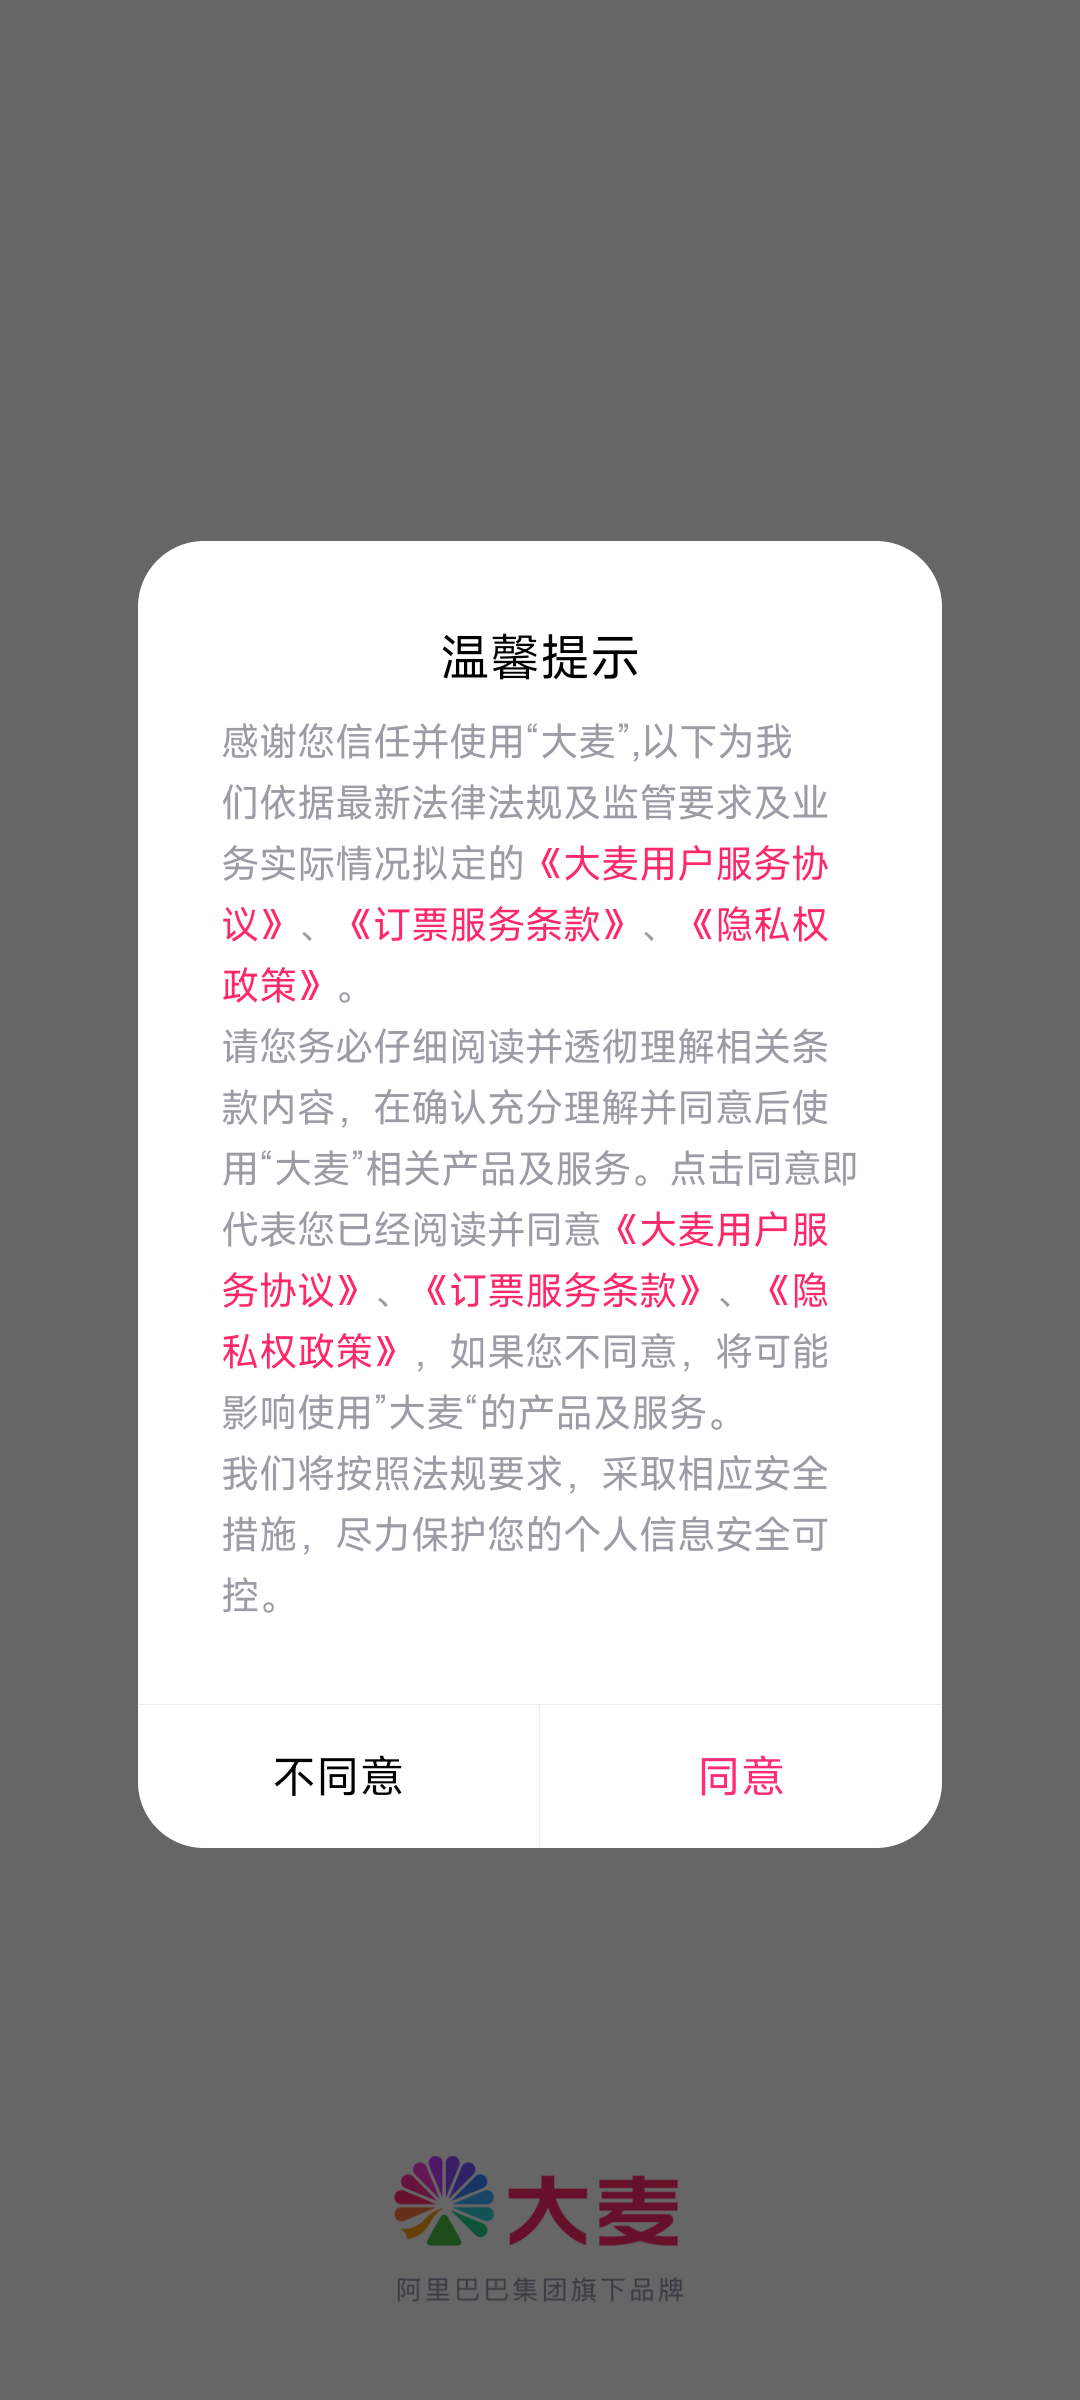 温馨提示
感谢您信任并使用“大麦”,以下为我
们依据最新法律法规及监管要求及业
务实际情况拟定的《大麦用户服务协
议》、《订票服务条款》、《隐私权
政策》。
请您务必仔细阅读并透彻理解相关条
款内容，在确认充分理解并同意后使
用“大麦”相关产品及服务。点击同意即
代表您已经阅读并同意《大麦用户服
务协议》、《订票服务条款》、《隐
私权政策》，如果您不同意，将可能
影响使用”大麦“的产品及服务。
我们将按照法规要求，采取相应安全
措施，尽力保护您的个人信息安全可
控。
不同意
同意
大麦
阿里巴巴集团旗下品牌